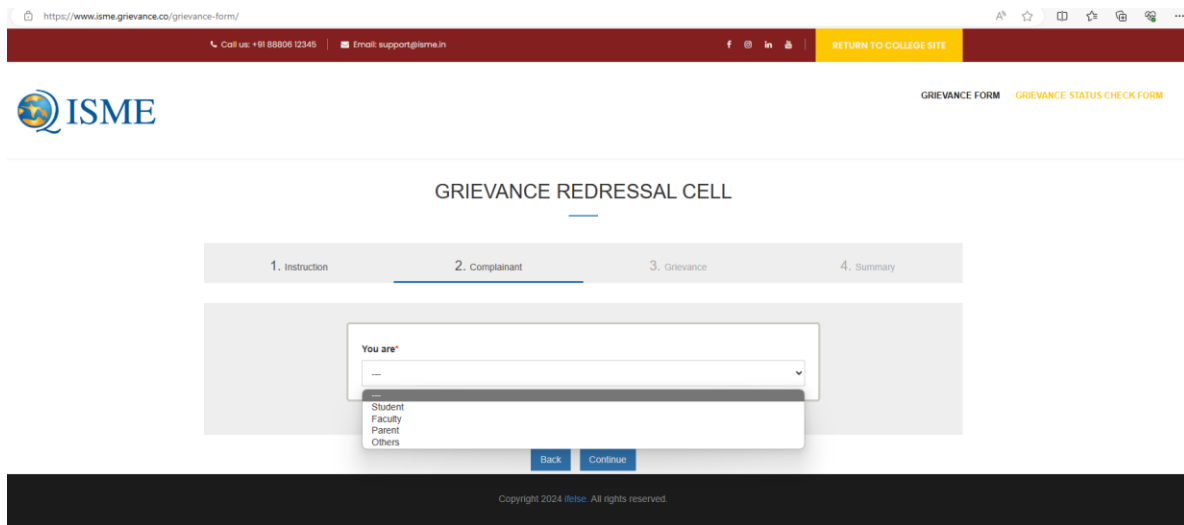 https://www.isme.grievance.co/grievance-form/
Call us: +91 88806 12345 Email: support@isme.in RETURN TO COLLEGE SITE
ISME
GRIEVANCE FORM GRIEVANCE STATUS CHECK FORM
GRIEVANCE REDRESSAL CELL
1. Instruction 2. Complainant 3. Grievance 4. Summary
You are*
---
---
Student
Faculty
Parent
Others
Back Continue
Copyright 2024 ifelse. All rights reserved.